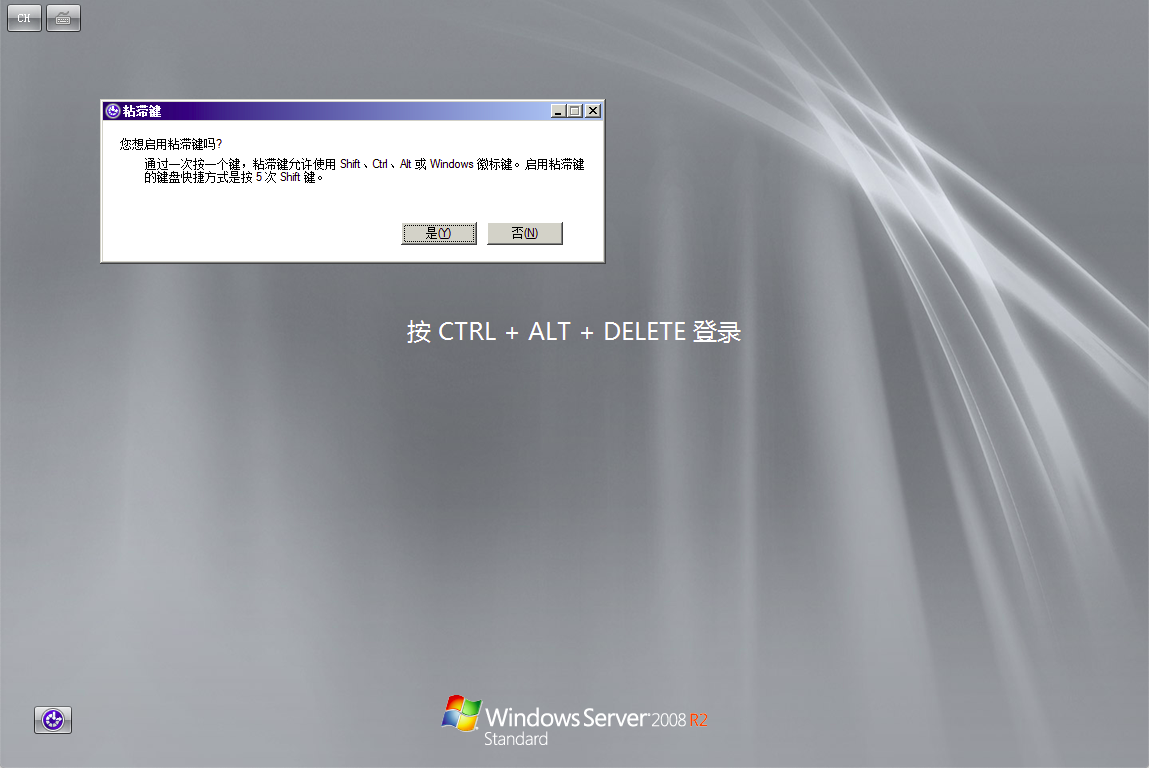 CH
粘滞键
您想启用粘滞键吗?
通过一次按一个键，粘滞键允许使用 Shift、Ctrl、Alt 或 Windows 徽标键。启用粘滞键
的键盘快捷方式是按 5 次 Shift 键。
是(Y) 否(N)
按 CTRL + ALT + DELETE 登录
Windows Server 2008 R2
Standard